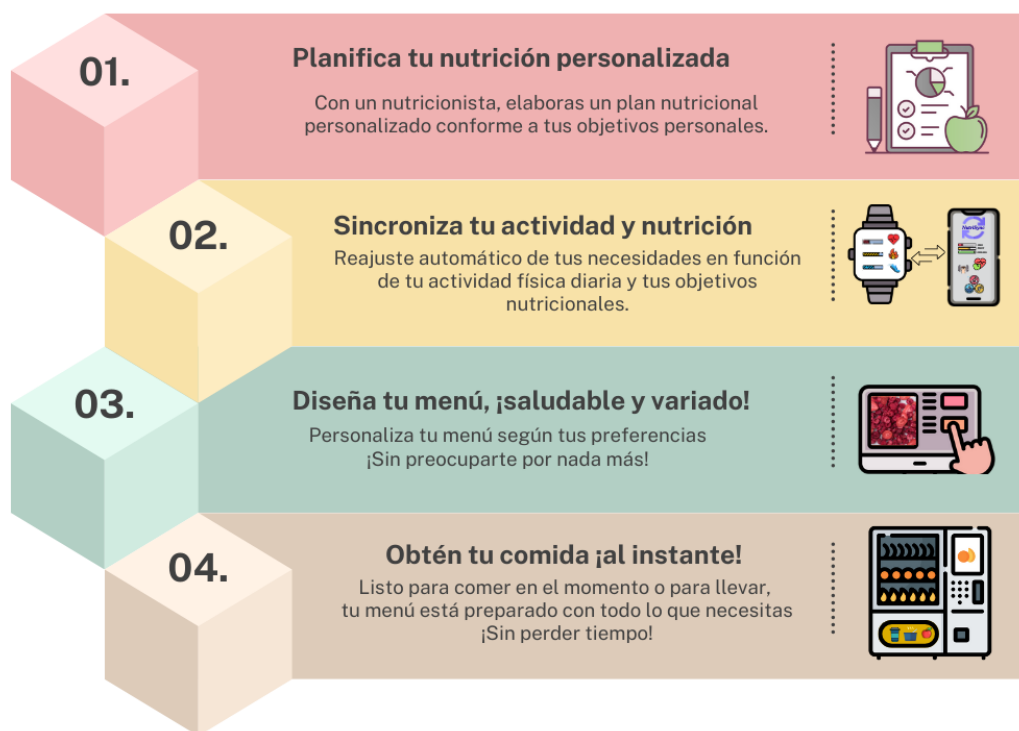 01.
Planifica tu nutrición personalizada
Con un nutricionista, elaboras un plan nutricional
personalizado conforme a tus objetivos personales.
02.
Sincroniza tu actividad y nutrición
Reajuste automático de tus necesidades en función
de tu actividad física diaria y tus objetivos
nutricionales.
03.
Diseña tu menú, ¡saludable y variado!
Personaliza tu menú según tus preferencias
¡Sin preocuparte por nada más!
04.
Obtén tu comida ¡al instante!
Listo para comer en el momento o para llevar,
tu menú está preparado con todo lo que necesitas
¡Sin perder tiempo!